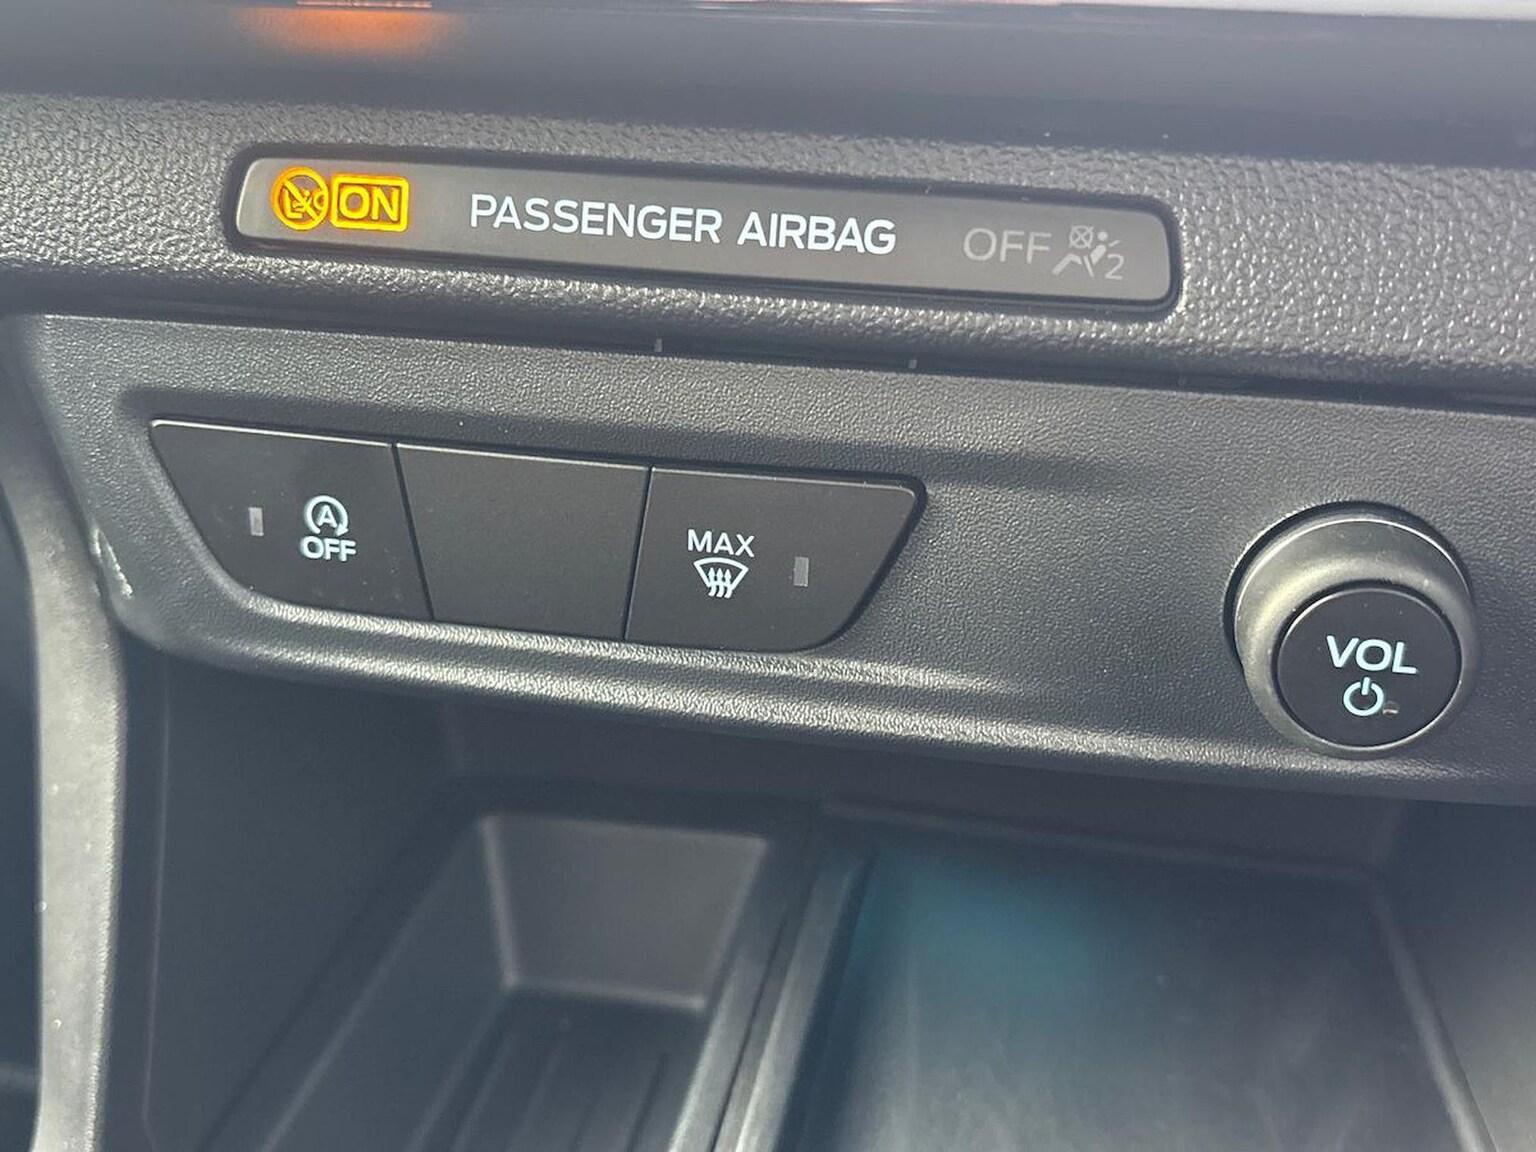 ON PASSENGER AIRBAG OFF 2
A
OFF
MAX
VOL